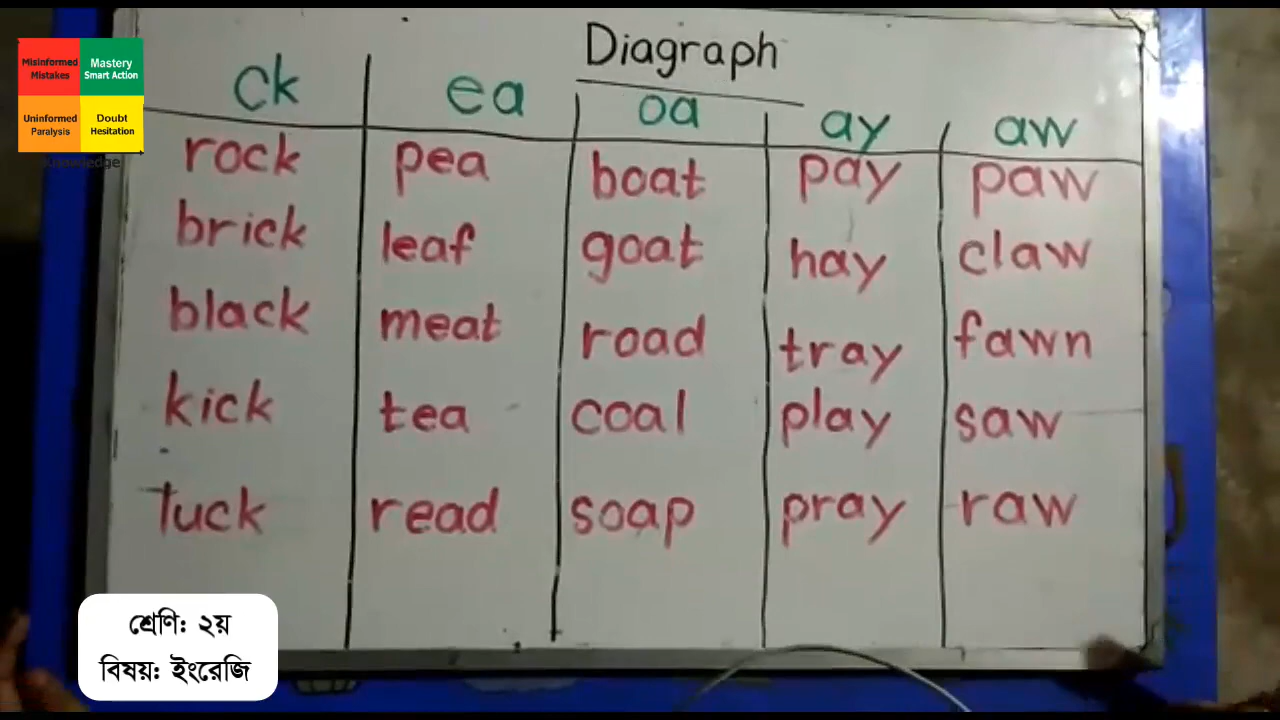 Misinformed Mistakes
Mastery Smart Action
Uninformed Paralysis
Doubt Hesitation
Knowledge
Diagraph
ck ea oa ay aw
rock pea boat pay paw
brick leaf goat hay claw
black meat road tray fawn
kick tea coal play saw
luck read soap pray raw
শ্রেণি: ২য়
বিষয়: ইংরেজি